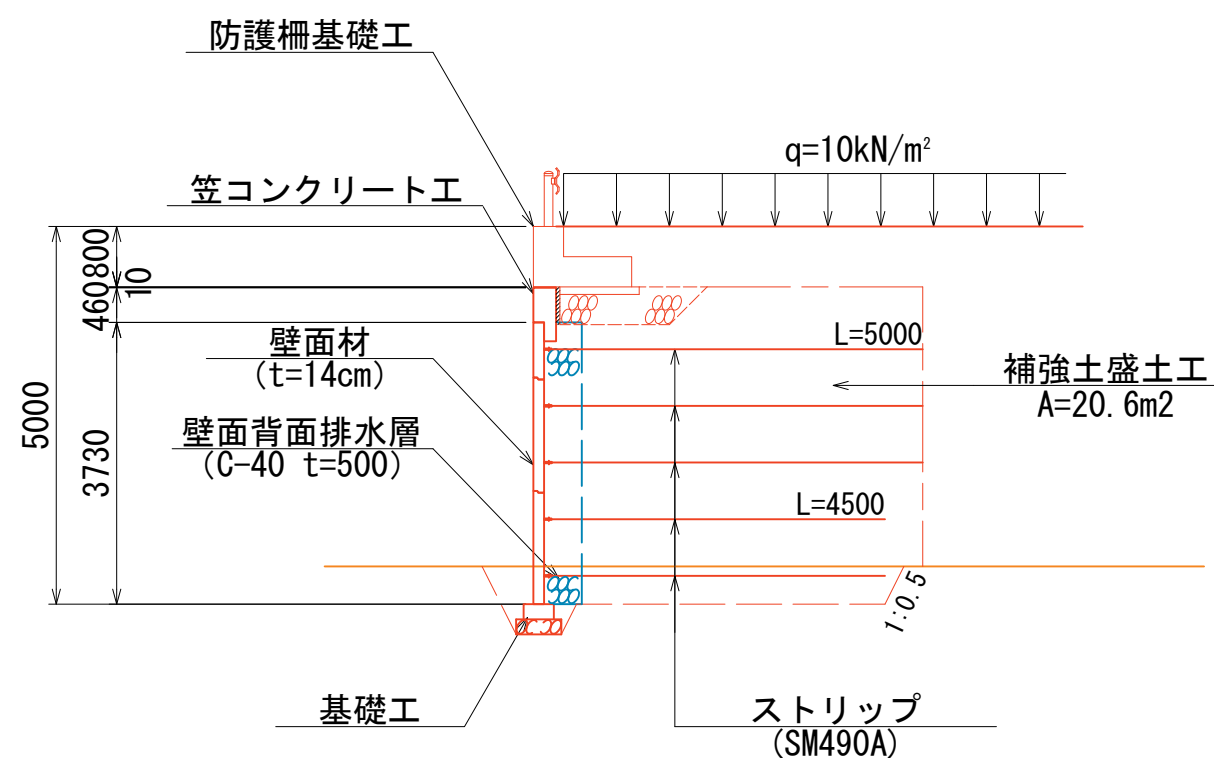 防護柵基礎工
q=10kN/m²
笠コンクリート工
800
10
460
L=5000
壁面材
(t=14cm)
補強土盛土工
A=20.6m2
5000
3730
壁面背面排水層
(C-40 t=500)
L=4500
1:0.5
基礎工
ストリップ
(SM490A)